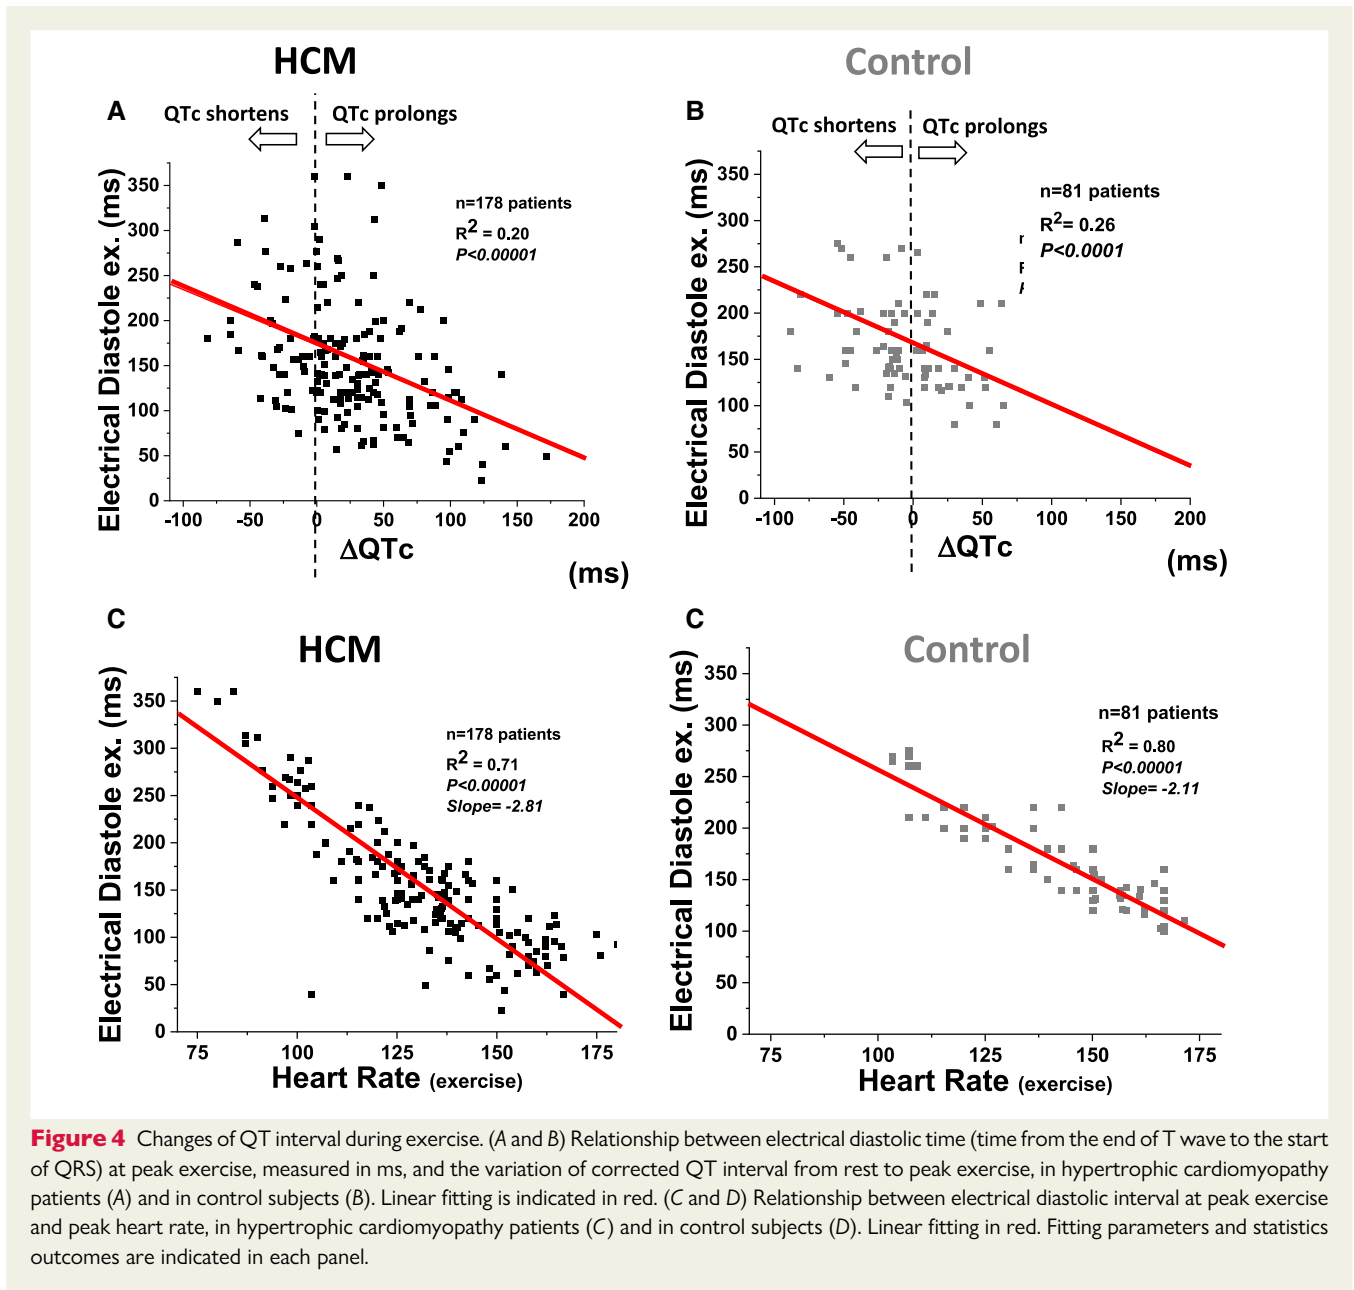 HCM
Control
A
QTc shortens
QTc prolongs
Electrical Diastole ex. (ms)
350
300
250
200
150
100
50
0
n=178 patients
R2 = 0.20
P<0.00001
-100
-50
0
50
100
150
200
ΔQTc
(ms)
B
QTc shortens
QTc prolongs
Electrical Diastole ex. (ms)
350
300
250
200
150
100
50
0
n=81 patients
R2= 0.26
P<0.0001
-100
-50
0
50
100
150
200
ΔQTc
(ms)
C
HCM
Electrical Diastole ex. (ms)
350
300
250
200
150
100
50
0
n=178 patients
R2 = 0.71
P<0.00001
Slope= -2.81
75
100
125
150
175
Heart Rate (exercise)
C
Control
Electrical Diastole ex. (ms)
350
300
250
200
150
100
50
0
n=81 patients
R2 = 0.80
P<0.00001
Slope= -2.11
75
100
125
150
175
Heart Rate (exercise)
Figure 4 Changes of QT interval during exercise. (A and B) Relationship between electrical diastolic time (time from the end of T wave to the start
of QRS) at peak exercise, measured in ms, and the variation of corrected QT interval from rest to peak exercise, in hypertrophic cardiomyopathy
patients (A) and in control subjects (B). Linear fitting is indicated in red. (C and D) Relationship between electrical diastolic interval at peak exercise
and peak heart rate, in hypertrophic cardiomyopathy patients (C) and in control subjects (D). Linear fitting in red. Fitting parameters and statistics
outcomes are indicated in each panel.